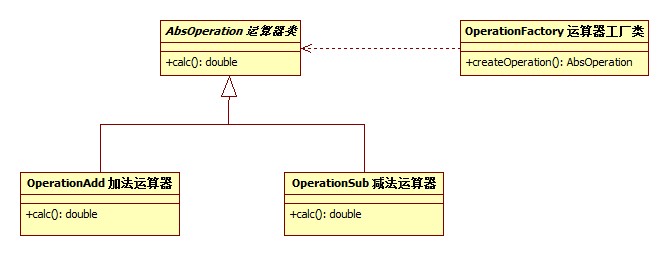 AbsOperation 运算器类
+calc(): double
OperationFactory 运算器工厂类
+createOperation(): AbsOperation
OperationAdd 加法运算器
+calc(): double
OperationSub 减法运算器
+calc(): double